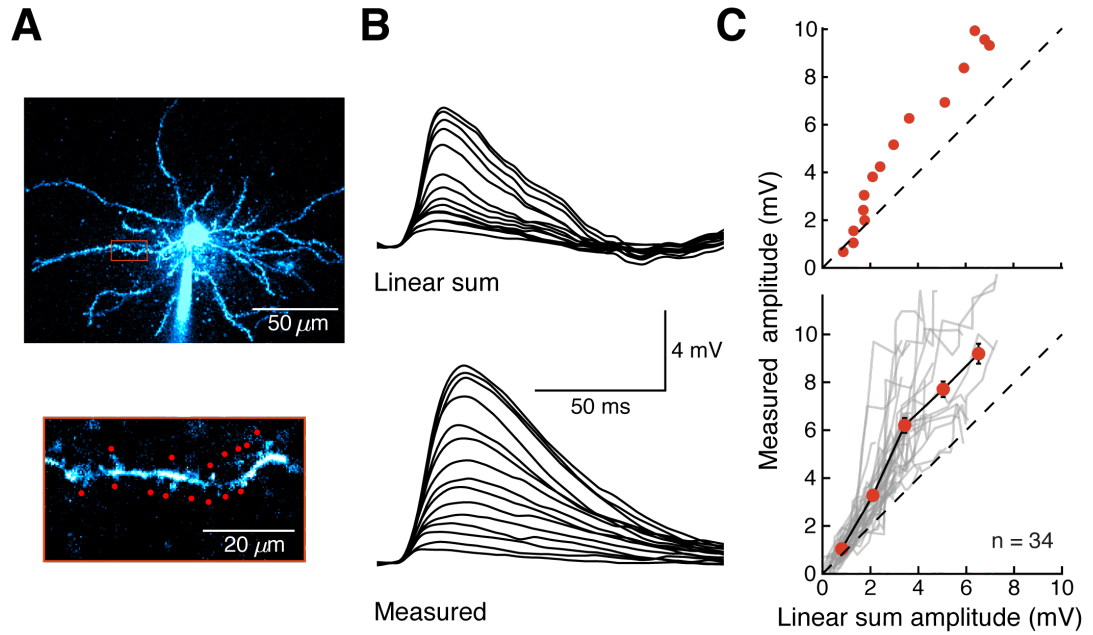 A
B
C
50 µm
20 µm
Linear sum
4 mV
50 ms
Measured
10
8
6
4
2
0
Measured amplitude (mV)
10
8
6
4
2
0
n = 34
0 2 4 6 8 10
Linear sum amplitude (mV)